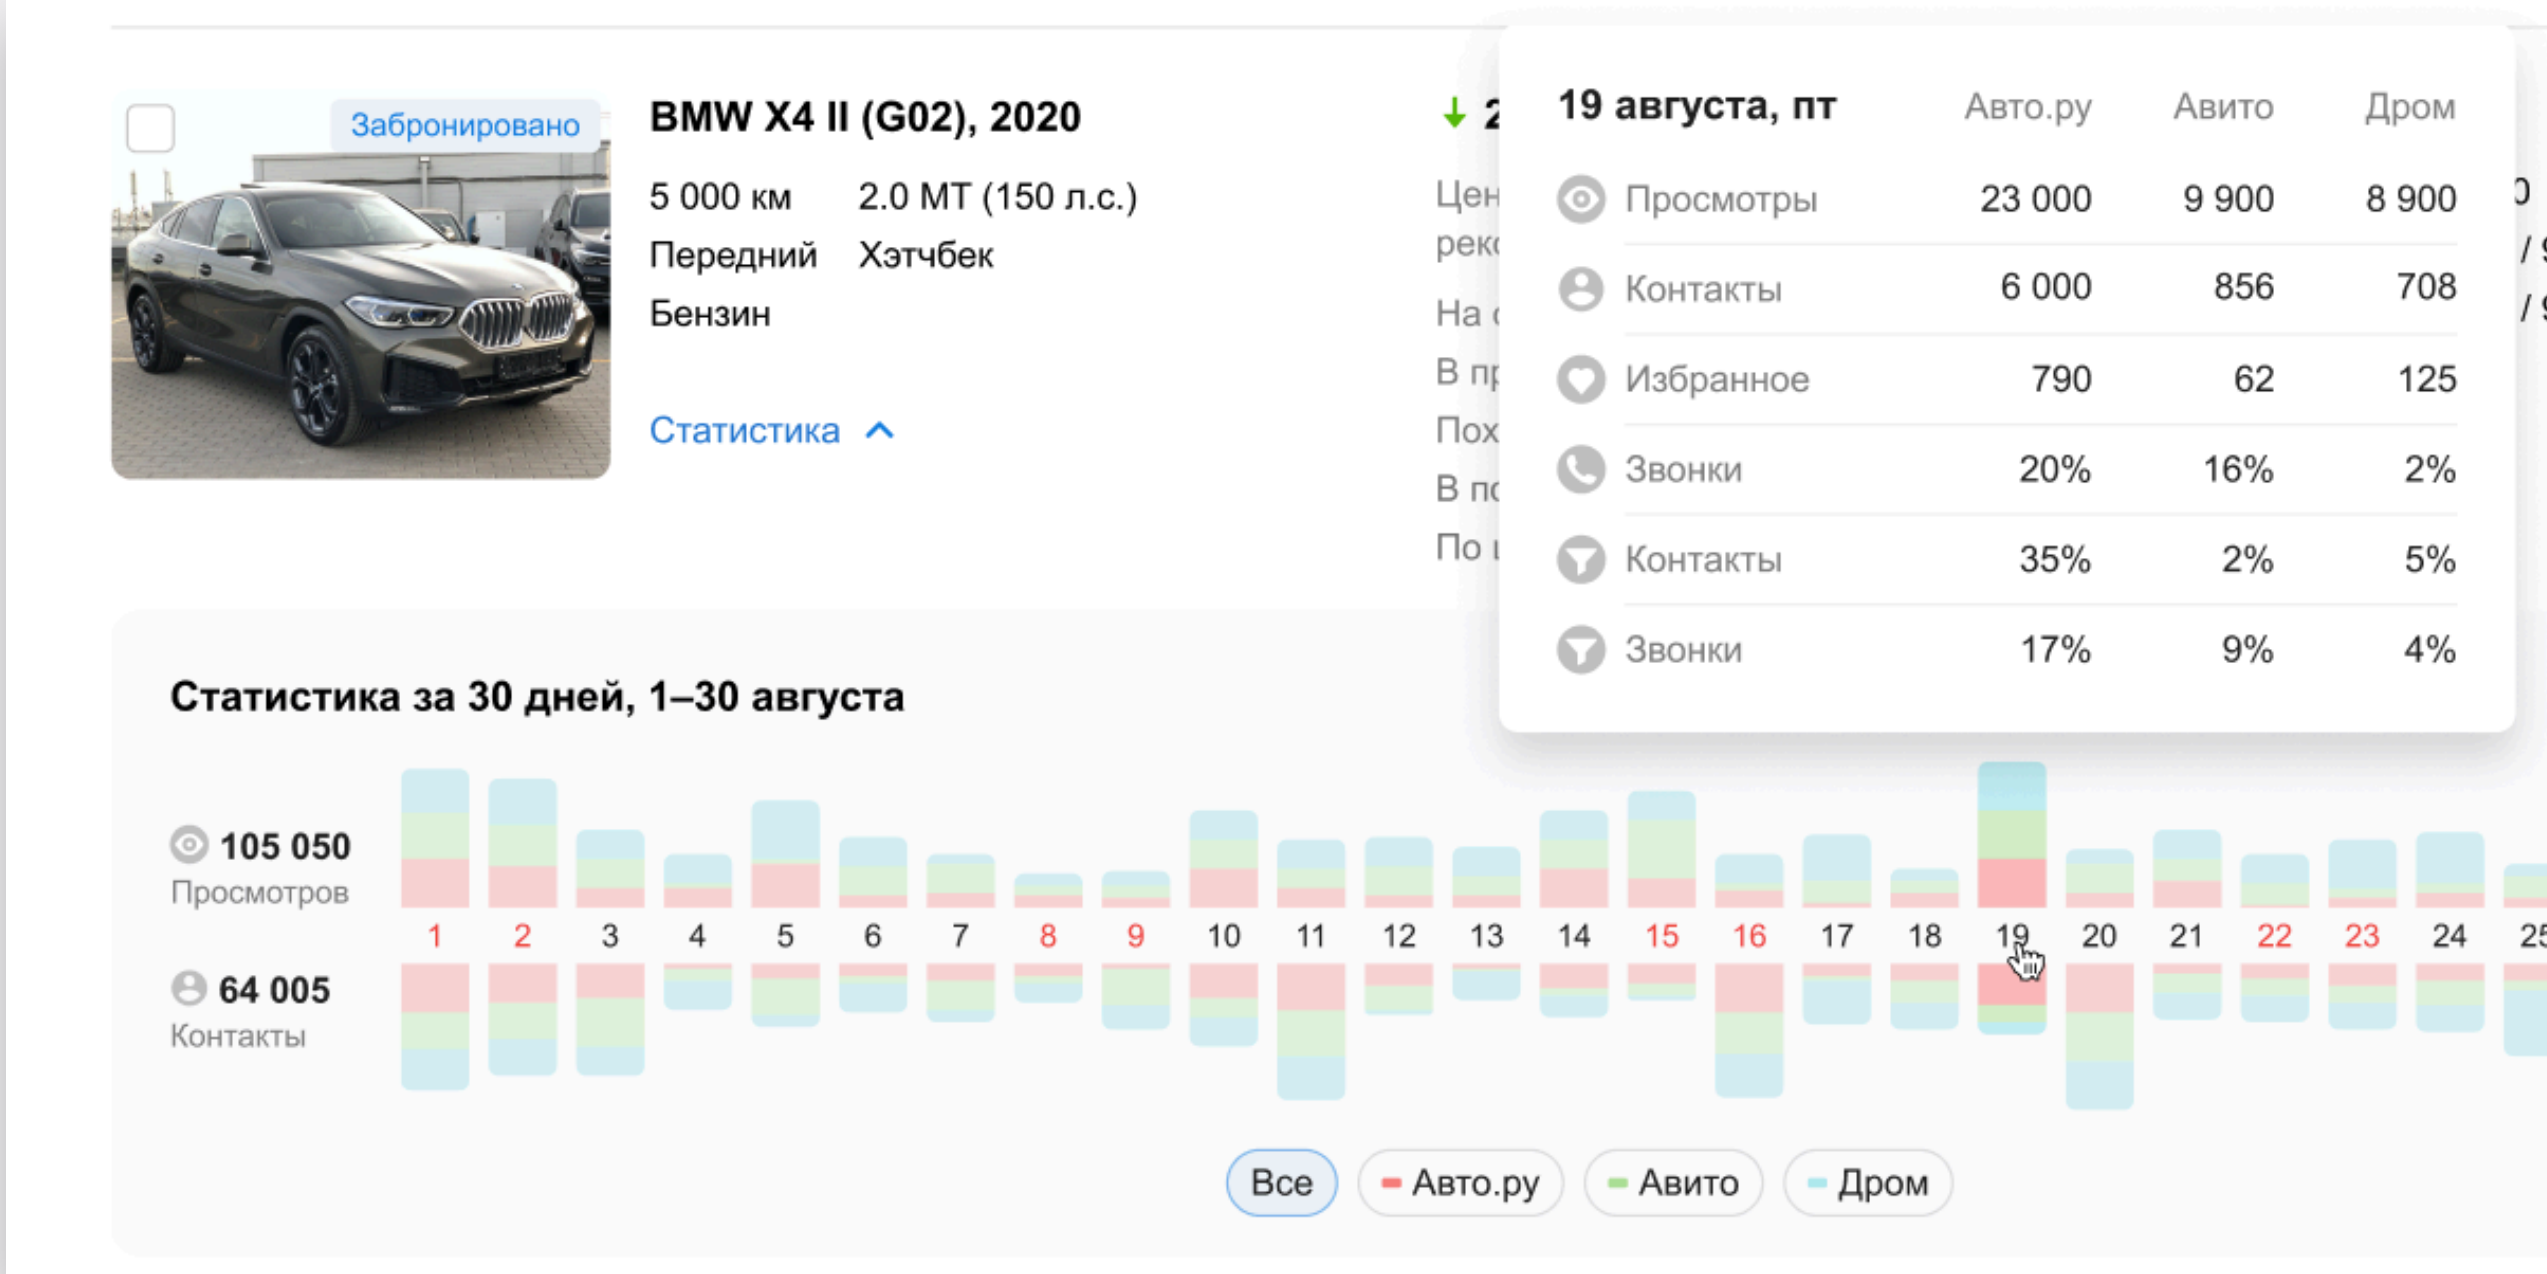 Забронировано
BMW X4 II (G02), 2020
5 000 км 2.0 MT (150 л.с.)
Передний Хэтчбек
Бензин
Статистика
На
В
По
19 августа, пт Авто.ру Авито Дром
Просмотры 23 000 9 900 8 900
Контакты 6 000 856 708
Избранное 790 62 125
Звонки 20% 16% 2%
Контакты 35% 2% 5%
Звонки 17% 9% 4%
Статистика за 30 дней, 1–30 августа
105 050
Просмотров
1 2 3 4 5 6 7 8 9 10 11 12 13 14 15 16 17 18 19 20 21 22 23 24 25
64 005
Контакты
Все Авто.ру Авито Дром